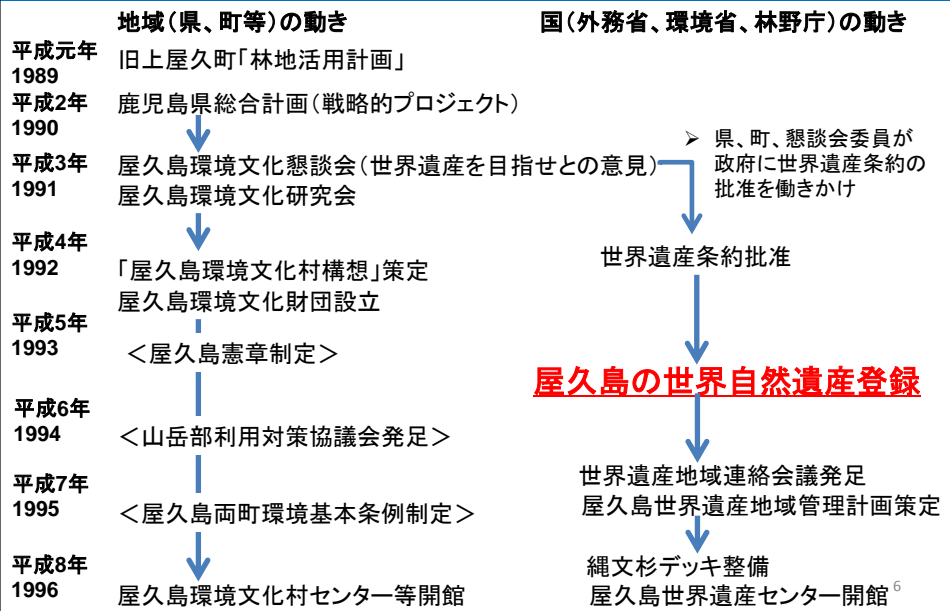 地域（県、町等）の動き
国（外務省、環境省、林野庁）の動き
平成元年
1989
旧上屋久町「林地活用計画」
平成2年
1990
鹿児島県総合計画（戦略的プロジェクト）
➢ 県、町、懇談会委員が
政府に世界遺産条約の
批准を働きかけ
平成3年
1991
屋久島環境文化懇談会（世界遺産を目指せとの意見）
屋久島環境文化研究会
平成4年
1992
「屋久島環境文化村構想」策定
屋久島環境文化財団設立
世界遺産条約批准
平成5年
1993
＜屋久島憲章制定＞
屋久島の世界自然遺産登録
平成6年
1994
＜山岳部利用対策協議会発足＞
平成7年
1995
＜屋久島両町環境基本条例制定＞
世界遺産地域連絡会議発足
屋久島世界遺産地域管理計画策定
平成8年
1996
屋久島環境文化村センター等開館
縄文杉デッキ整備
屋久島世界遺産センター開館
6